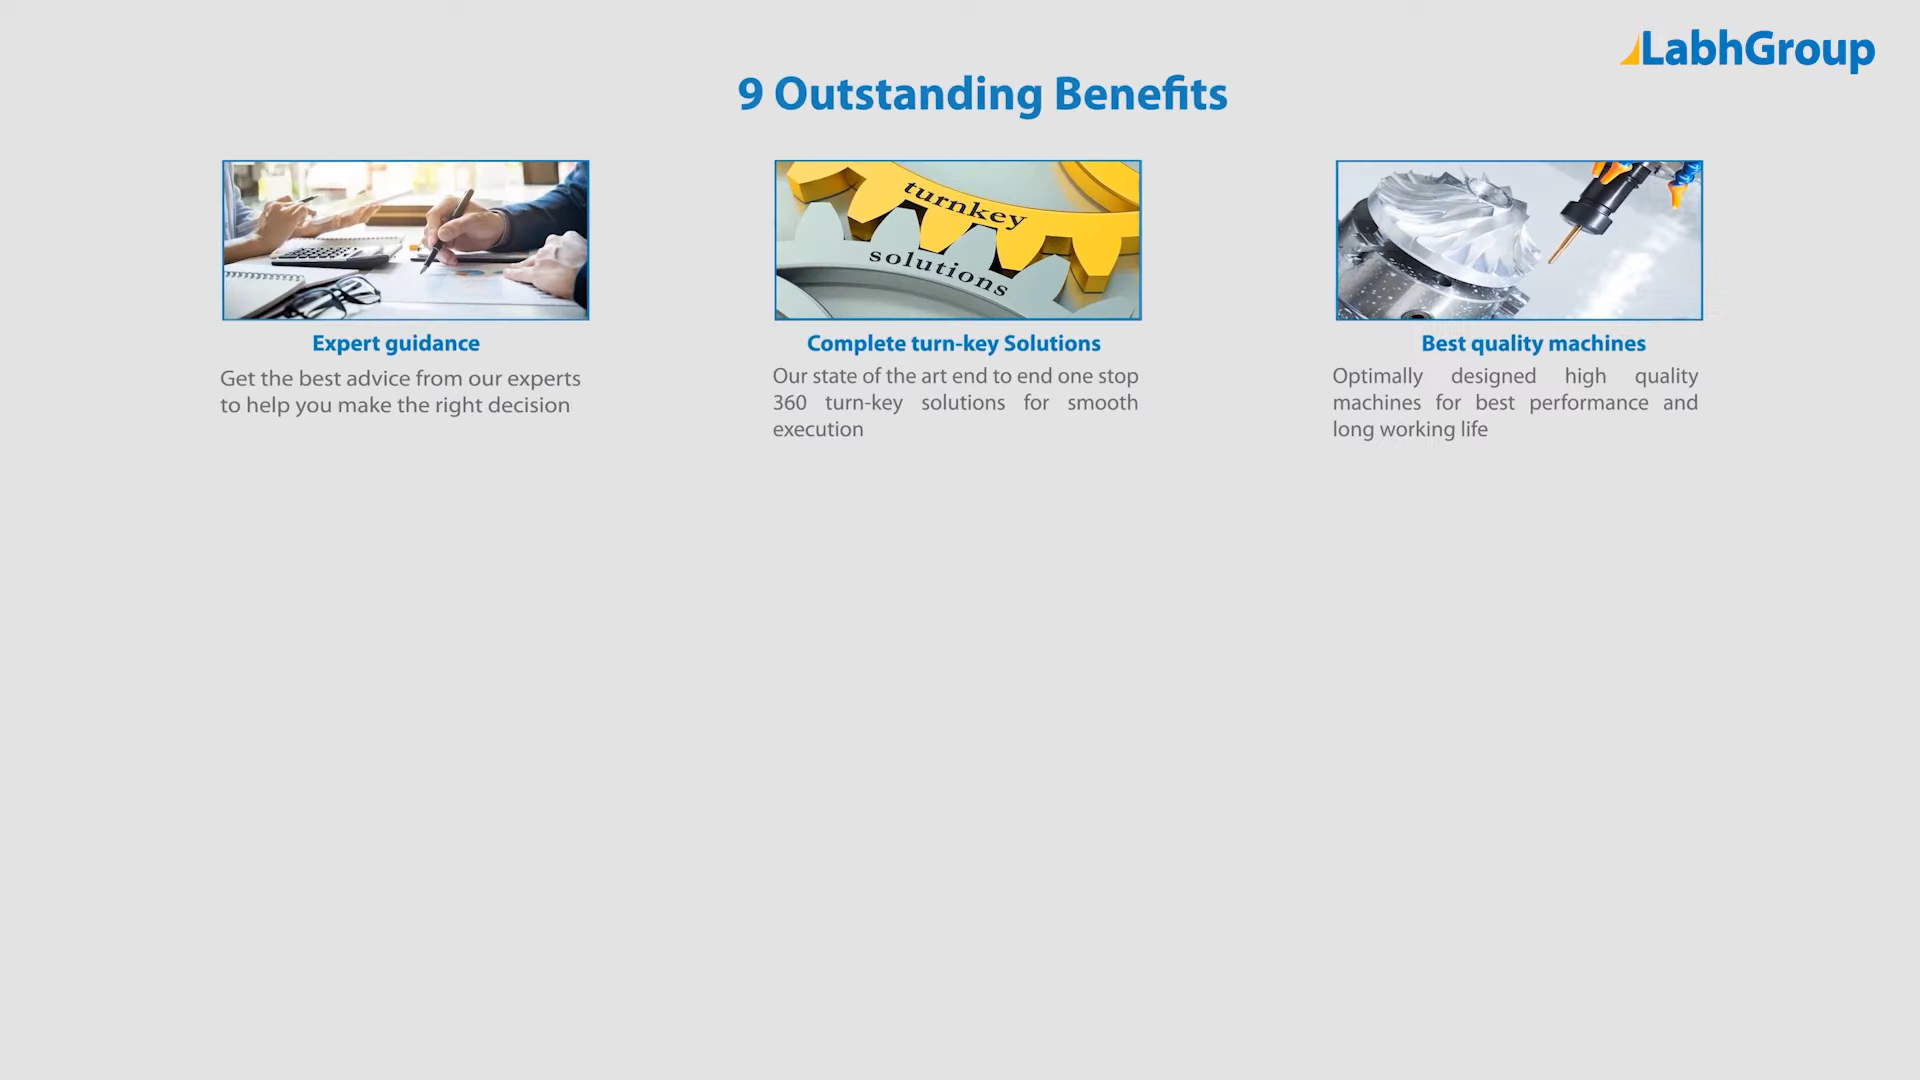 LabhGroup
9 Outstanding Benefits
turnkey
solutions
Expert guidance
Get the best advice from our experts
to help you make the right decision
Complete turn-key Solutions
Our state of the art end to end one stop
360 turn-key solutions for smooth
execution
Best quality machines
Optimally designed high quality
machines for best performance and
long working life